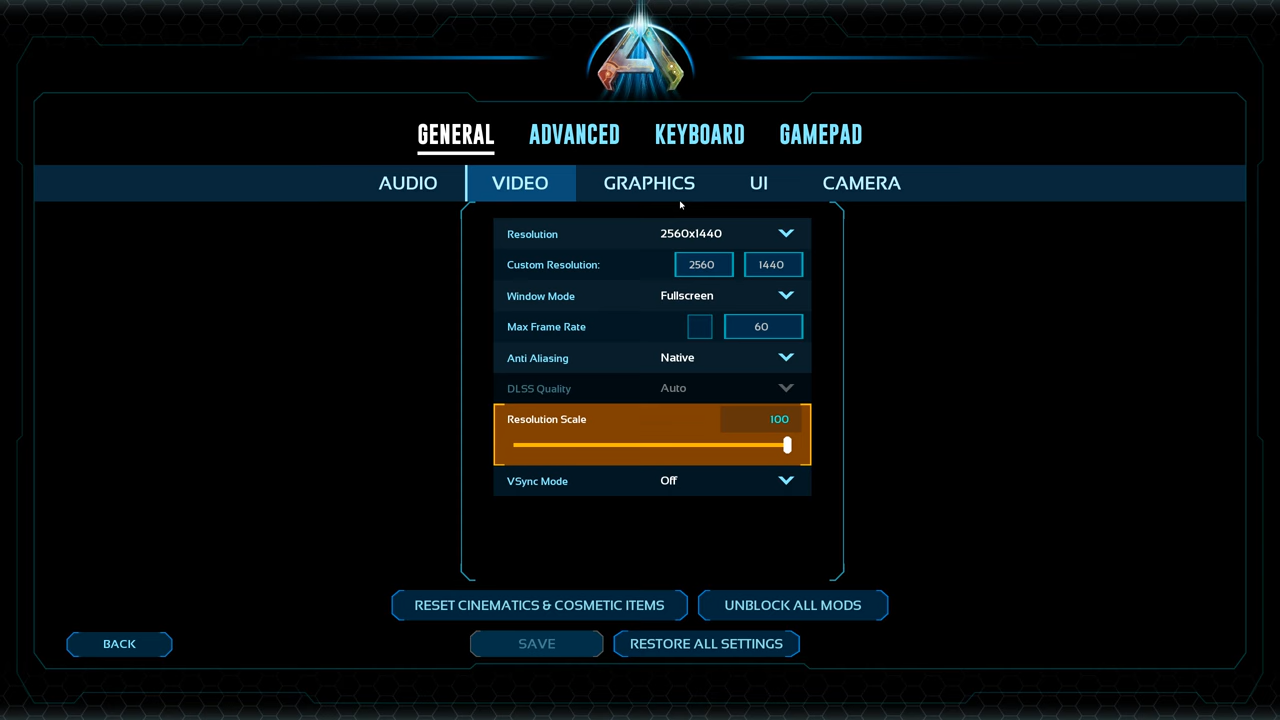 GENERAL ADVANCED KEYBOARD GAMEPAD
AUDIO VIDEO GRAPHICS UI CAMERA
Resolution 2560x1440
Custom Resolution: 2560 1440
Window Mode Fullscreen
Max Frame Rate 60
Anti Aliasing Native
DLSS Quality Auto
Resolution Scale 100
VSync Mode Off
RESET CINEMATICS & COSMETIC ITEMS UNBLOCK ALL MODS
BACK SAVE RESTORE ALL SETTINGS